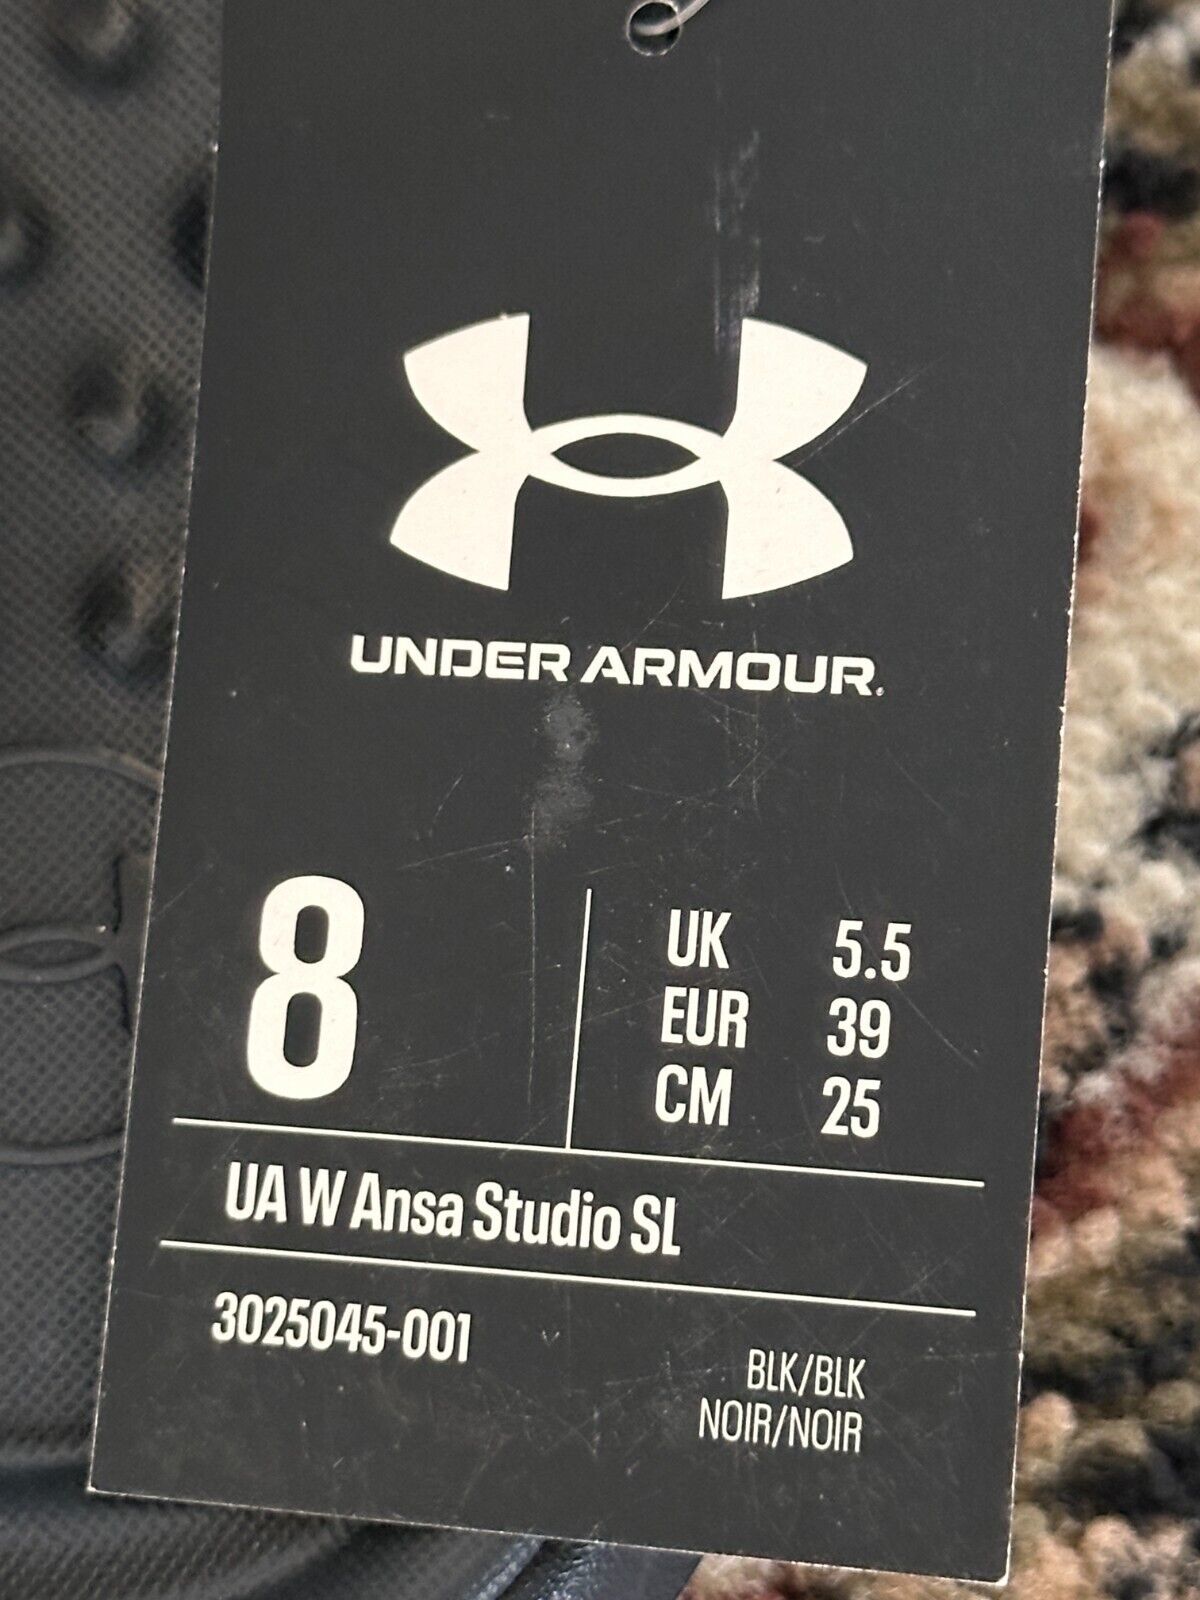 UNDER ARMOUR.
8
UK 5.5
EUR 39
CM 25
UA W Ansa Studio SL
3025045-001
BLK/BLK
NOIR/NOIR